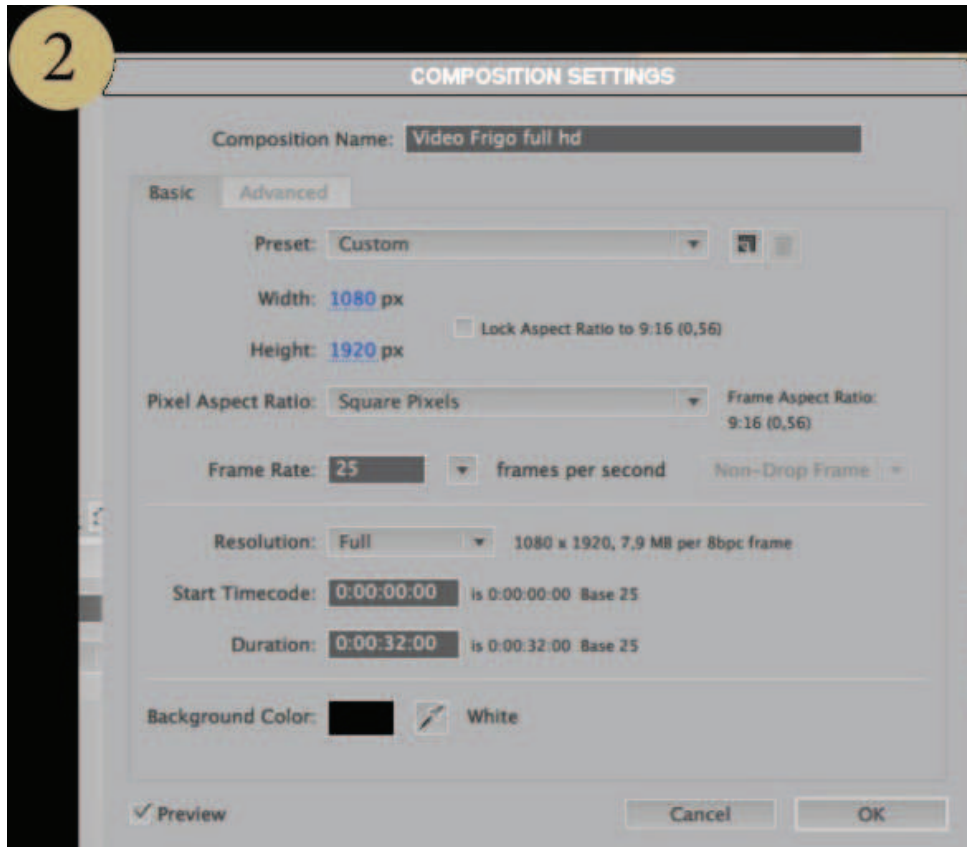 2
COMPOSITION SETTINGS
Composition Name: Video Frigo full hd
Basic Advanced
Preset: Custom
Width: 1080 px
Lock Aspect Ratio to 9:16 (0,56)
Height: 1920 px
Pixel Aspect Ratio: Square Pixels
Frame Aspect Ratio:
9:16 (0,56)
Frame Rate: 25 frames per second Non-Drop Frame
Resolution: Full 1080 x 1920, 7,9 MB per 8bpc frame
Start Timecode: 0:00:00:00 is 0:00:00:00 Base 25
Duration: 0:00:32:00 is 0:00:32:00 Base 25
Background Color: White
Preview Cancel OK